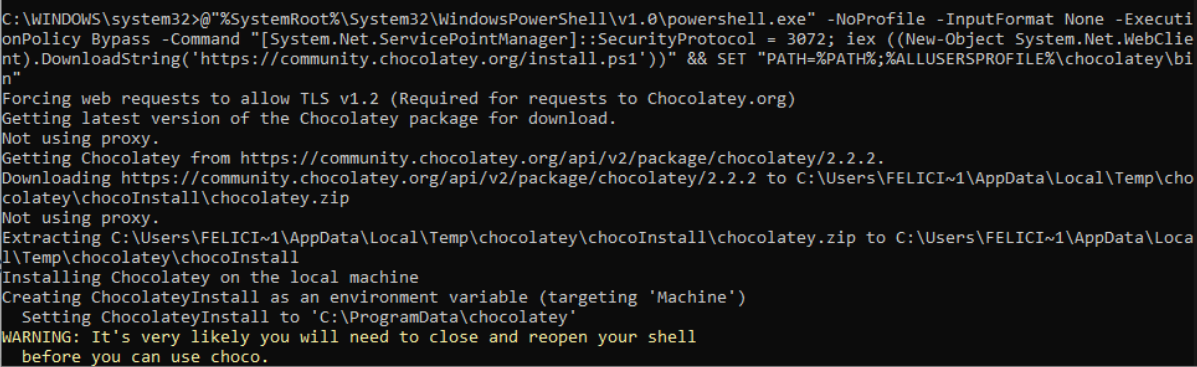 C:\WINDOWS\system32>@"%SystemRoot%\System32\WindowsPowerShell\v1.0\powershell.exe" -NoProfile -InputFormat None -Executi
onPolicy Bypass -Command "[System.Net.ServicePointManager]::SecurityProtocol = 3072; iex ((New-Object System.Net.WebClie
nt).DownloadString('https://community.chocolatey.org/install.ps1'))" && SET "PATH=%PATH%;%ALLUSERSPROFILE%\chocolatey\bi
n"
Forcing web requests to allow TLS v1.2 (Required for requests to Chocolatey.org)
Getting latest version of the Chocolatey package for download.
Not using proxy.
Getting Chocolatey from https://community.chocolatey.org/api/v2/package/chocolatey/2.2.2.
Downloading https://community.chocolatey.org/api/v2/package/chocolatey/2.2.2 to C:\Users\FELICI~1\AppData\Local\Temp\cho
colatey\chocoInstall\chocolatey.zip
Not using proxy.
Extracting C:\Users\FELICI~1\AppData\Local\Temp\chocolatey\chocoInstall\chocolatey.zip to C:\Users\FELICI~1\AppData\Loca
l\Temp\chocolatey\chocoInstall
Installing Chocolatey on the local machine
Creating ChocolateyInstall as an environment variable (targeting 'Machine')
  Setting ChocolateyInstall to 'C:\ProgramData\chocolatey'
WARNING: It's very likely you will need to close and reopen your shell
  before you can use choco.